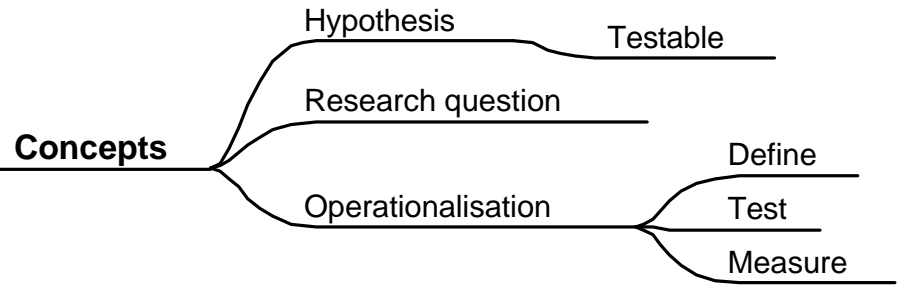 Hypothesis
Testable
Research question
Concepts
Define
Operationalisation
Test
Measure